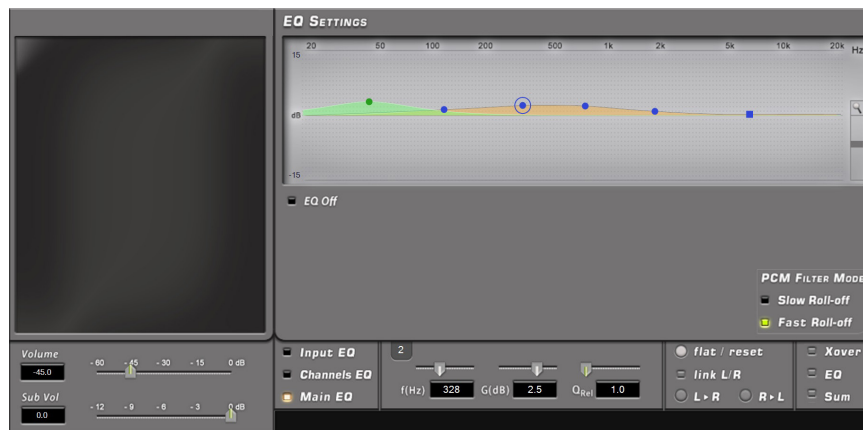 EQ Settings
20 50 100 200 500 1k 2k 5k 10k 20k Hz
15
dB
-15
EQ Off
PCM Filter Mode
Slow Roll-off
Fast Roll-off
Volume
-45.0
- 60 - 45 - 30 - 15 0 dB
Sub Vol
0.0
- 12 - 9 - 6 - 3 0 dB
Input EQ
Channels EQ
Main EQ
2
f(Hz) 328 G(dB) 2.5 QRel 1.0
flat / reset
link L/R
L▸R R▸L
Xover
EQ
Sum